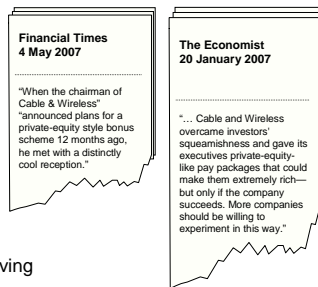 Financial Times
4 May 2007
“When the chairman of
Cable & Wireless”
“announced plans for a
private-equity style bonus
scheme 12 months ago,
he met with a distinctly
cool reception.”
The Economist
20 January 2007
“… Cable and Wireless
overcame investors’
squeamishness and gave its
executives private-equity-
like pay packages that could
make them extremely rich—
but only if the company
succeeds. More companies
should be willing to
experiment in this way.”
ving